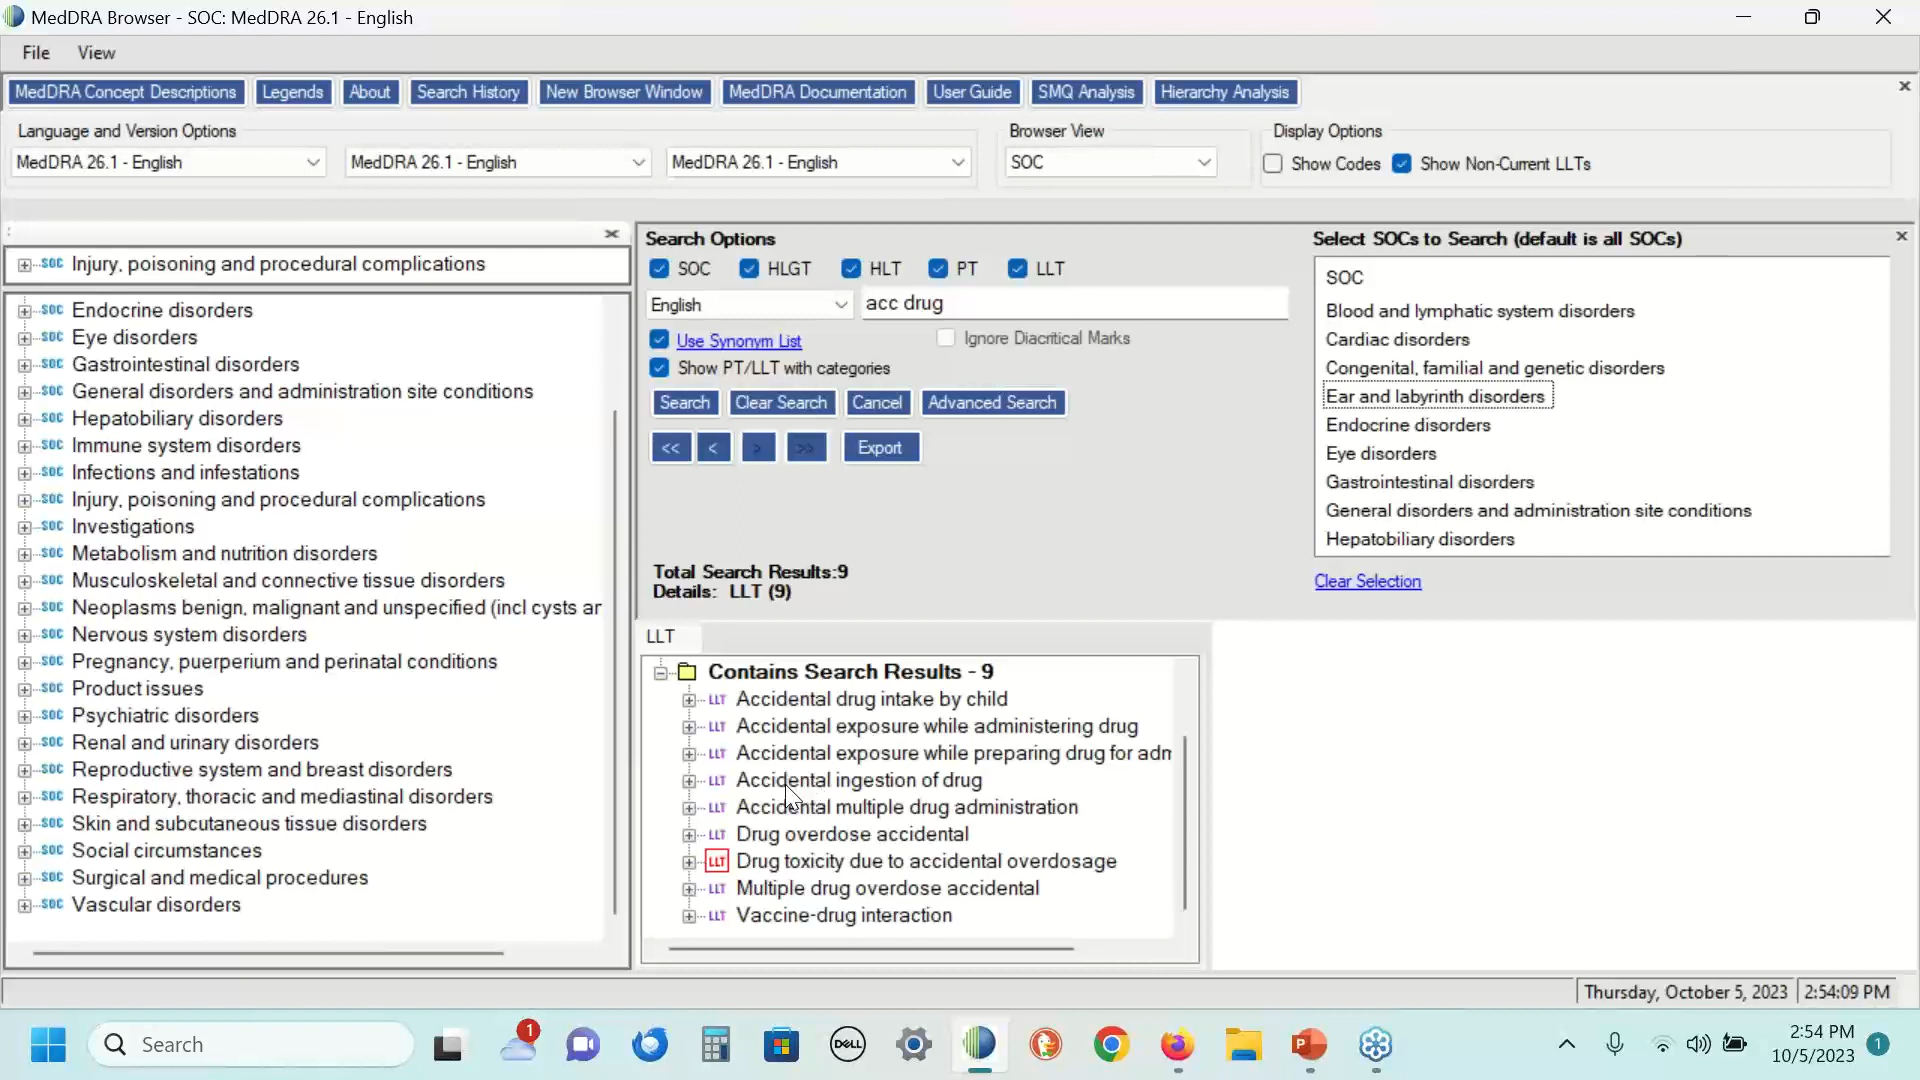 MedDRA Browser - SOC: MedDRA 26.1 - English
File View
MedDRA Concept Descriptions Legends About Search History New Browser Window MedDRA Documentation User Guide SMQ Analysis Hierarchy Analysis
Language and Version Options
MedDRA 26.1 - English MedDRA 26.1 - English MedDRA 26.1 - English
Browser View
SOC
Display Options
Show Codes Show Non-Current LLTs
SOC Injury, poisoning and procedural complications
SOC Endocrine disorders
SOC Eye disorders
SOC Gastrointestinal disorders
SOC General disorders and administration site conditions
SOC Hepatobiliary disorders
SOC Immune system disorders
SOC Infections and infestations
SOC Injury, poisoning and procedural complications
SOC Investigations
SOC Metabolism and nutrition disorders
SOC Musculoskeletal and connective tissue disorders
SOC Neoplasms benign, malignant and unspecified (incl cysts ar
SOC Nervous system disorders
SOC Pregnancy, puerperium and perinatal conditions
SOC Product issues
SOC Psychiatric disorders
SOC Renal and urinary disorders
SOC Reproductive system and breast disorders
SOC Respiratory, thoracic and mediastinal disorders
SOC Skin and subcutaneous tissue disorders
SOC Social circumstances
SOC Surgical and medical procedures
SOC Vascular disorders
Search Options
SOC HLGT HLT PT LLT
English acc drug
Use Synonym List Ignore Diacritical Marks
Show PT/LLT with categories
Search Clear Search Cancel Advanced Search
<< < > >> Export
Total Search Results:9
Details: LLT (9)
Select SOCs to Search (default is all SOCs)
SOC
Blood and lymphatic system disorders
Cardiac disorders
Congenital, familial and genetic disorders
Ear and labyrinth disorders
Endocrine disorders
Eye disorders
Gastrointestinal disorders
General disorders and administration site conditions
Hepatobiliary disorders
Clear Selection
LLT
Contains Search Results - 9
LLT Accidental drug intake by child
LLT Accidental exposure while administering drug
LLT Accidental exposure while preparing drug for adm
LLT Accidental ingestion of drug
LLT Accidental multiple drug administration
LLT Drug overdose accidental
LLT Drug toxicity due to accidental overdosage
LLT Multiple drug overdose accidental
LLT Vaccine-drug interaction
Thursday, October 5, 2023 2:54:09 PM
Search
1
DELL
2:54 PM
10/5/2023
1